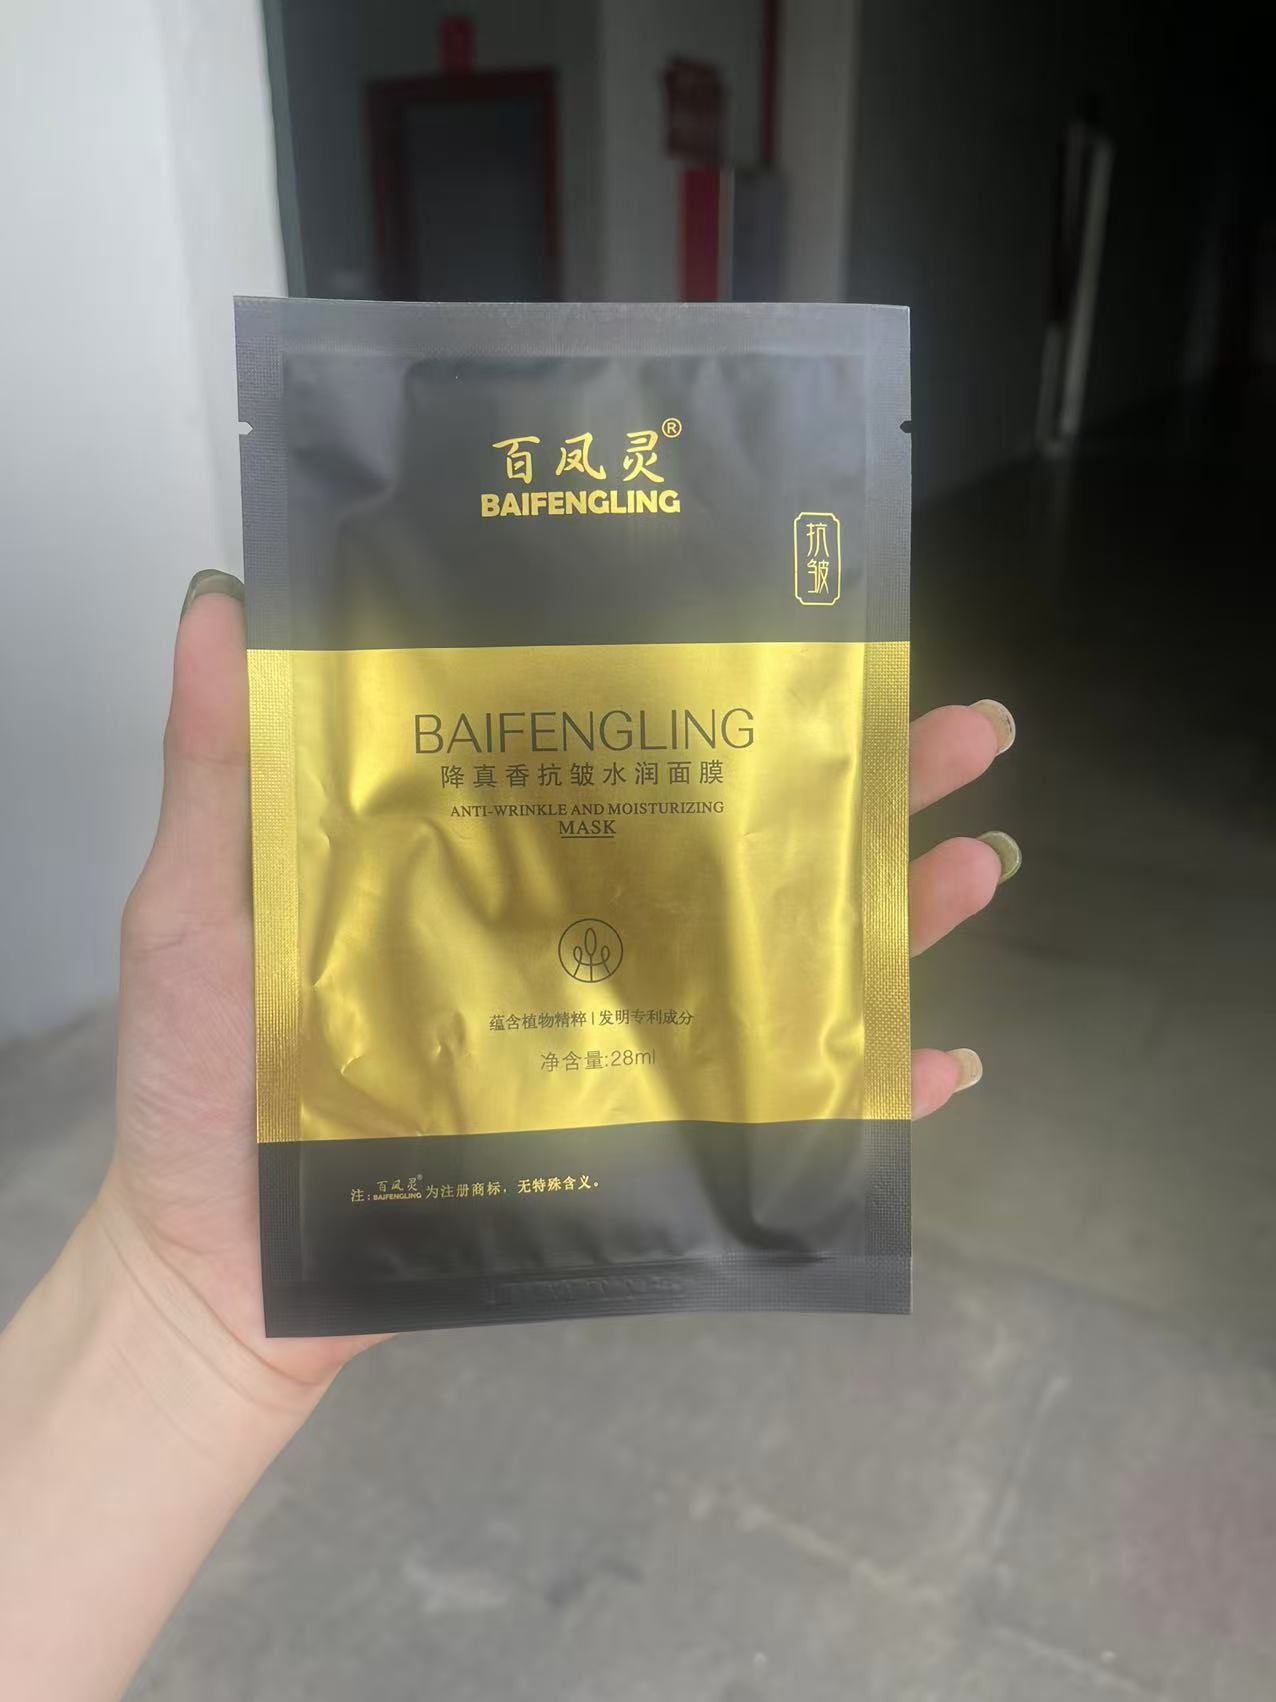 百凤灵®
BAIFENGLING
抗皱
BAIFENGLING
降真香抗皱水润面膜
ANTI-WRINKLE AND MOISTURIZING
MASK
蕴含植物精粹|发明专利成分
净含量:28ml
注:百凤灵® BAIFENGLING 为注册商标，无特殊含义。